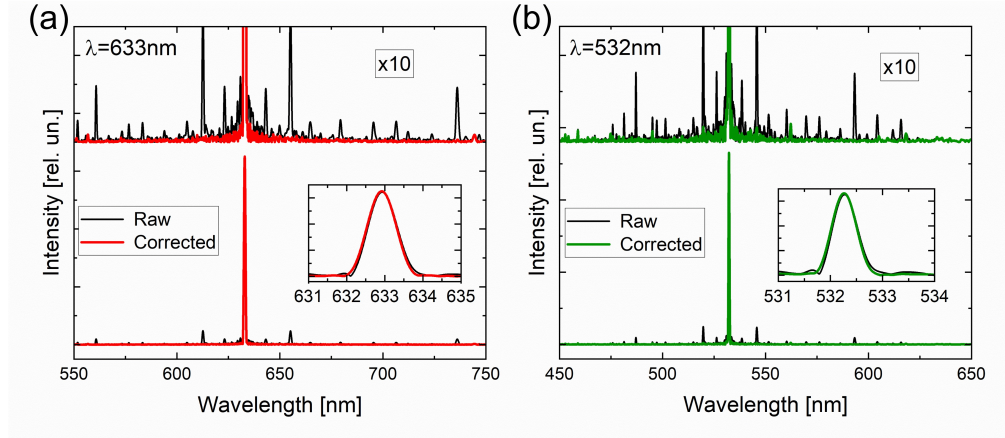 (a)
λ=633nm
x10
Intensity [rel. un.]
Raw
Corrected
631 632 633 634 635
550 600 650 700 750
Wavelength [nm]
(b)
λ=532nm
x10
Intensity [rel. un.]
Raw
Corrected
531 532 533 534
450 500 550 600 650
Wavelength [nm]